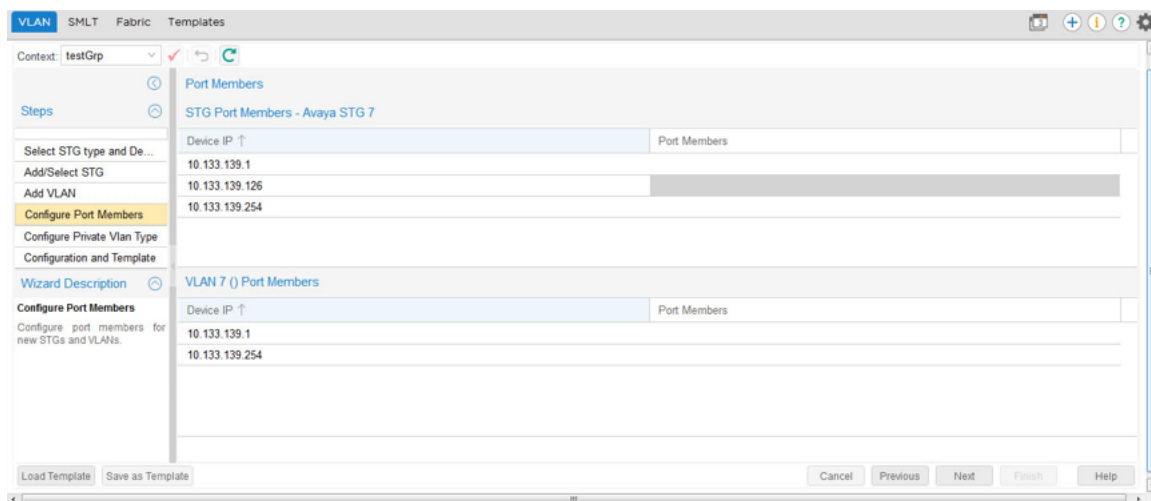 VLAN SMLT Fabric Templates
Context: testGrp
Port Members
Steps
STG Port Members - Avaya STG 7
Device IP ↑ Port Members
Select STG type and De...
Add/Select STG
Add VLAN
Configure Port Members
Configure Private Vlan Type
Configuration and Template
10.133.139.1
10.133.139.126
10.133.139.254
Wizard Description
Configure Port Members
Configure port members for
new STGs and VLANs.
VLAN 7 () Port Members
Device IP ↑ Port Members
10.133.139.1
10.133.139.254
Load Template Save as Template Cancel Previous Next Finish Help